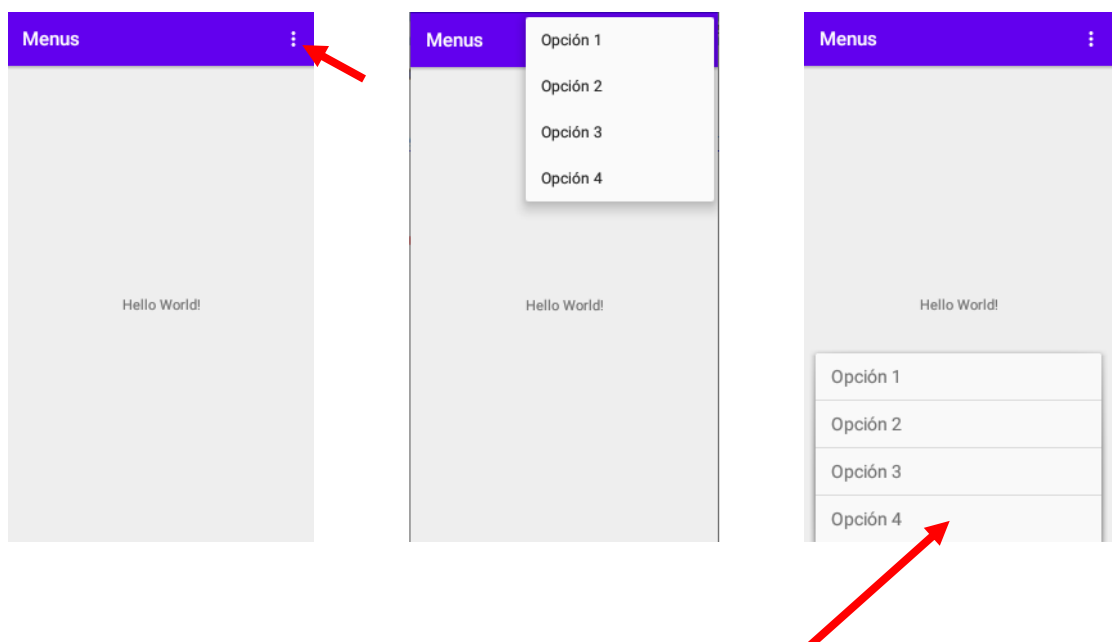 Menus
Hello World!
Menus
Opción 1
Opción 2
Opción 3
Opción 4
Hello World!
Menus
Hello World!
Opción 1
Opción 2
Opción 3
Opción 4